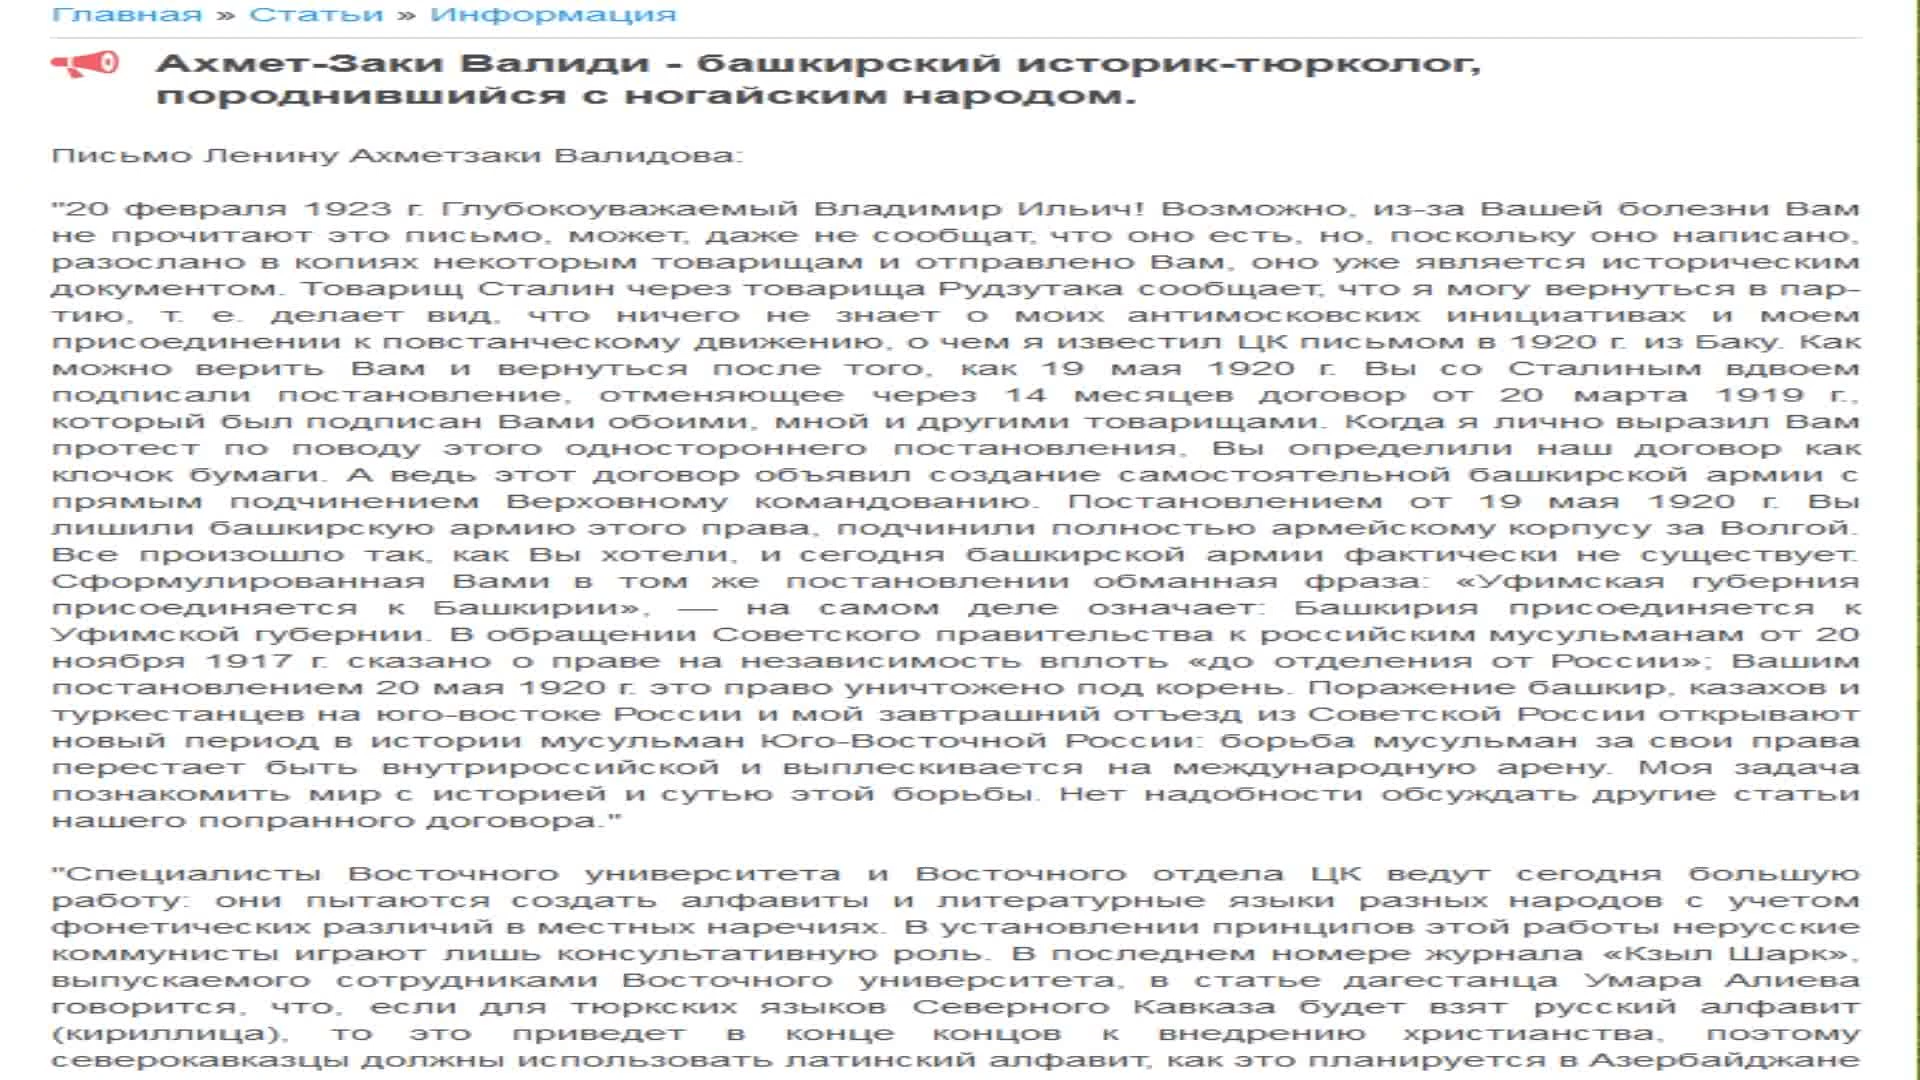 Главная » Статьи » Информация
Ахмет-Заки Валиди - башкирский историк-тюрколог,
породнившийся с ногайским народом.
Письмо Ленину Ахметзаки Валидова:
"20 февраля 1923 г. Глубокоуважаемый Владимир Ильич! Возможно, из-за Вашей болезни Вам
не прочитают это письмо, может, даже не сообщат, что оно есть, но, поскольку оно написано,
разослано в копиях некоторым товарищам и отправлено Вам, оно уже является историческим
документом. Товарищ Сталин через товарища Рудзутака сообщает, что я могу вернуться в пар-
тию, т. е. делает вид, что ничего не знает о моих антимосковских инициативах и моем
присоединении к повстанческому движению, о чем я известил ЦК письмом в 1920 г. из Баку. Как
можно верить Вам и вернуться после того, как 19 мая 1920 г. Вы со Сталиным вдвоем
подписали постановление, отменяющее через 14 месяцев договор от 20 марта 1919 г.,
который был подписан Вами обоими, мной и другими товарищами. Когда я лично выразил Вам
протест по поводу этого одностороннего постановления, Вы определили наш договор как
клочок бумаги. А ведь этот договор объявил создание самостоятельной башкирской армии с
прямым подчинением Верховному командованию. Постановлением от 19 мая 1920 г. Вы
лишили башкирскую армию этого права, подчинили полностью армейскому корпусу за Волгой.
Все произошло так, как Вы хотели, и сегодня башкирской армии фактически не существует.
Сформулированная Вами в том же постановлении обманная фраза: «Уфимская губерния
присоединяется к Башкирии», — на самом деле означает: Башкирия присоединяется к
Уфимской губернии. В обращении Советского правительства к российским мусульманам от 20
ноября 1917 г. сказано о праве на независимость вплоть «до отделения от России»; Вашим
постановлением 20 мая 1920 г. это право уничтожено под корень. Поражение башкир, казахов и
туркестанцев на юго-востоке России и мой завтрашний отъезд из Советской России открывают
новый период в истории мусульман Юго-Восточной России: борьба мусульман за свои права
перестает быть внутрироссийской и выплескивается на международную арену. Моя задача
познакомить мир с историей и сутью этой борьбы. Нет надобности обсуждать другие статьи
нашего попранного договора."
"Специалисты Восточного университета и Восточного отдела ЦК ведут сегодня большую
работу: они пытаются создать алфавиты и литературные языки разных народов с учетом
фонетических различий в местных наречиях. В установлении принципов этой работы нерусские
коммунисты играют лишь консультативную роль. В последнем номере журнала «Кзыл Шарк»,
выпускаемого сотрудниками Восточного университета, в статье дагестанца Умара Алиева
говорится, что, если для тюркских языков Северного Кавказа будет взят русский алфавит
(кириллица), то это приведет в конце концов к внедрению христианства, поэтому
северокавказцы должны использовать латинский алфавит, как это планируется в Азербайджане